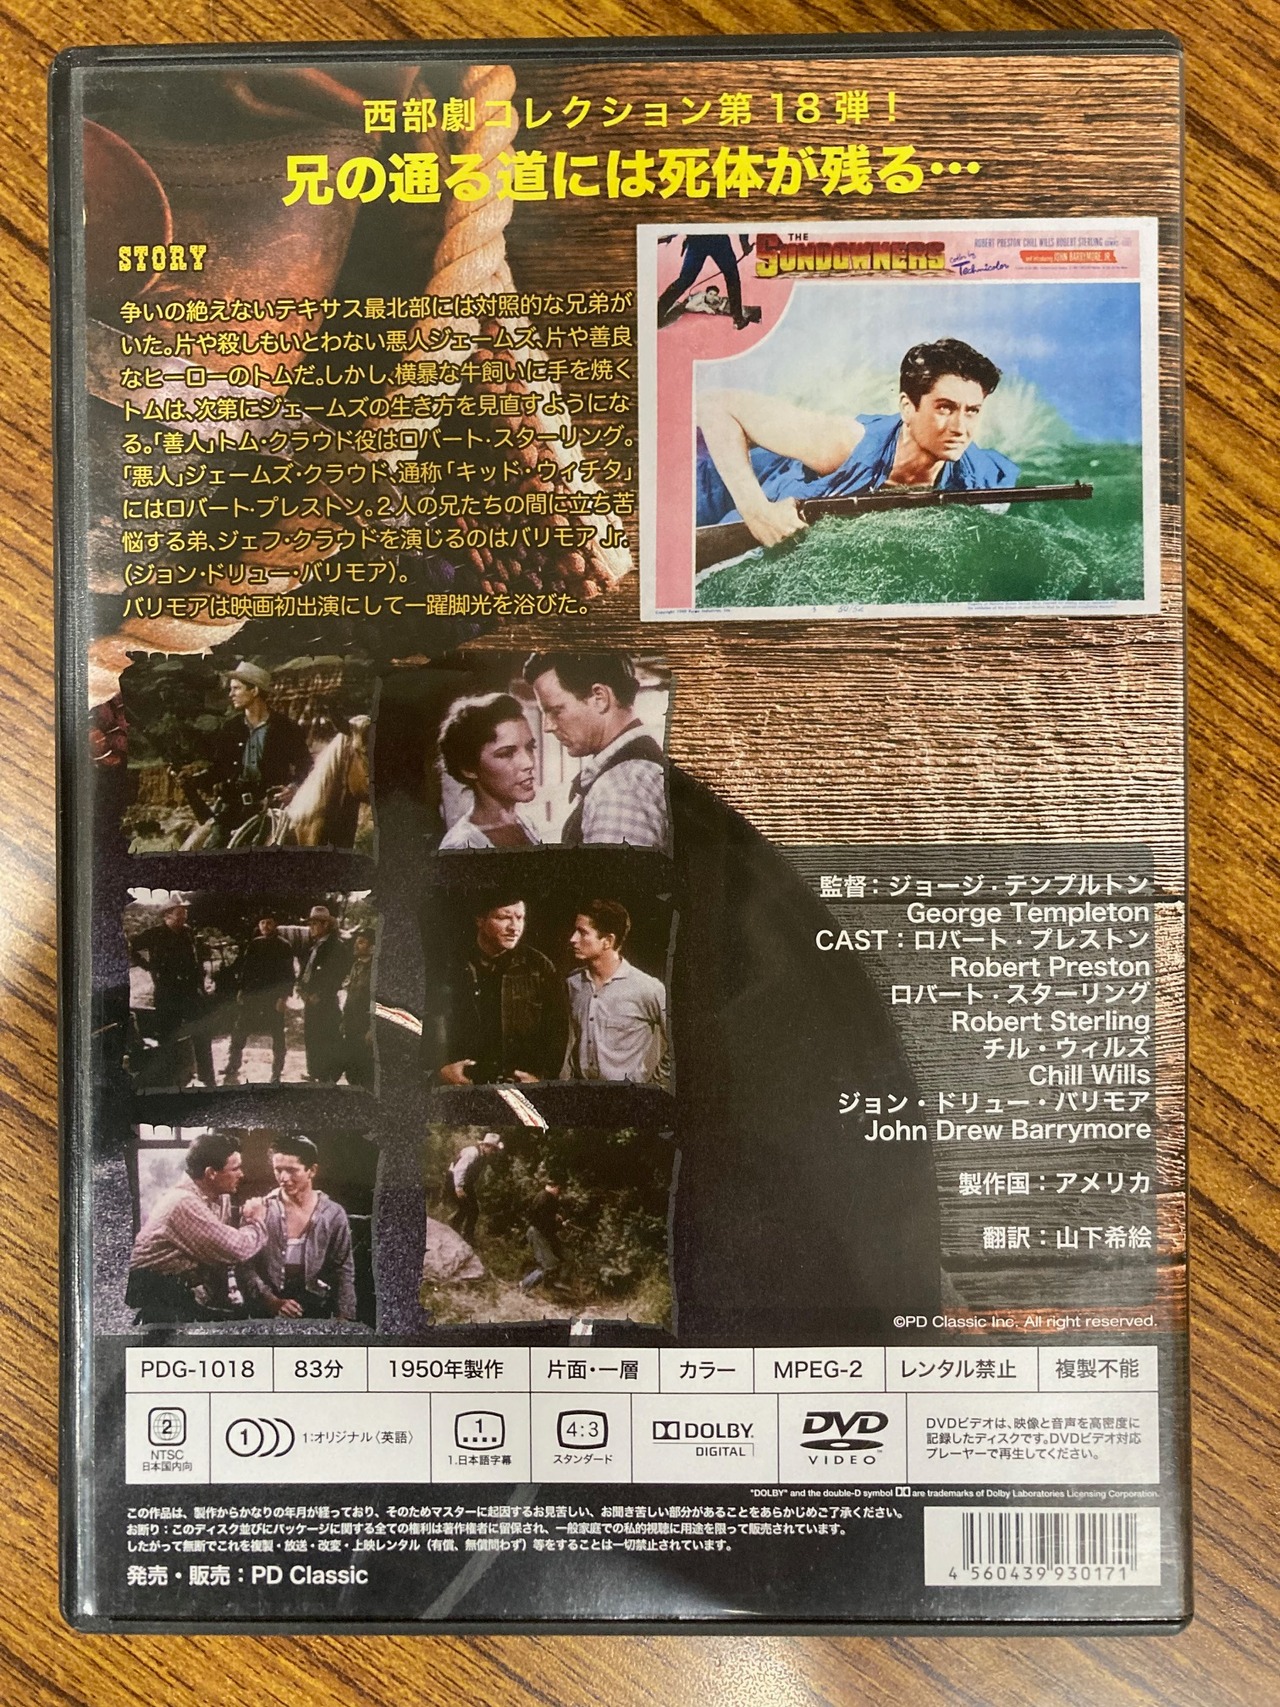 西部劇コレクション第18弾！
兄の通る道には死体が残る…
STORY
争いの絶えないテキサス最北部には対照的な兄弟が
いた。片や殺しもいとわない悪人ジェームズ、片や善良
なヒーローのトムだ。しかし、横暴な牛飼いに手を焼く
トムは、次第にジェームズの生き方を見直すようにな
る。「善人」トム・クラウド役はロバート・スターリング。
「悪人」ジェームズ・クラウド、通称「キッド・ウィチタ」
にはロバート・プレストン。2人の兄たちの間に立ち苦
悩する弟、ジェフ・クラウドを演じるのはバリモアJr.
（ジョン・ドリュー・バリモア）。
バリモアは映画初出演にして一躍脚光を浴びた。
THE
SUNDOWNERS
Color by
Technicolor
ROBERT PRESTON CHILL WILLS ROBERT STERLING
JOHN BARRYMORE, JR.
監督：ジョージ・テンプルトン
George Templeton
CAST：ロバート・プレストン
Robert Preston
ロバート・スターリング
Robert Sterling
チル・ウィルズ
Chill Wills
ジョン・ドリュー・バリモア
John Drew Barrymore
製作国：アメリカ
翻訳：山下希絵
©PD Classic Inc. All right reserved.
PDG-1018 83分 1950年製作 片面・一層 カラー MPEG-2 レンタル禁止 複製不能
2
NTSC
日本国内向
1 1:オリジナル〈英語〉
1
1.日本語字幕
4:3
スタンダード
DOLBY
DIGITAL
DVD
VIDEO
DVDビデオは、映像と音声を高密度に
記録したディスクです。DVDビデオ対応
プレーヤーで再生してください。
"DOLBY" and the double-D symbol are trademarks of Dolby Laboratories Licensing Corporation.
この作品は、製作からかなりの年月が経っており、そのためマスターに起因するお見苦しい、お聞き苦しい部分があることをあらかじめご了承ください。
お断り：このディスク並びにパッケージに関する全ての権利は著作権者に留保され、一般家庭での私的視聴に用途を限って販売されています。
したがって無断でこれを複製・放送・改変・上映レンタル（有償、無償問わず）等をすることは一切禁止されています。
発売・販売：PD Classic
4 560439 930171